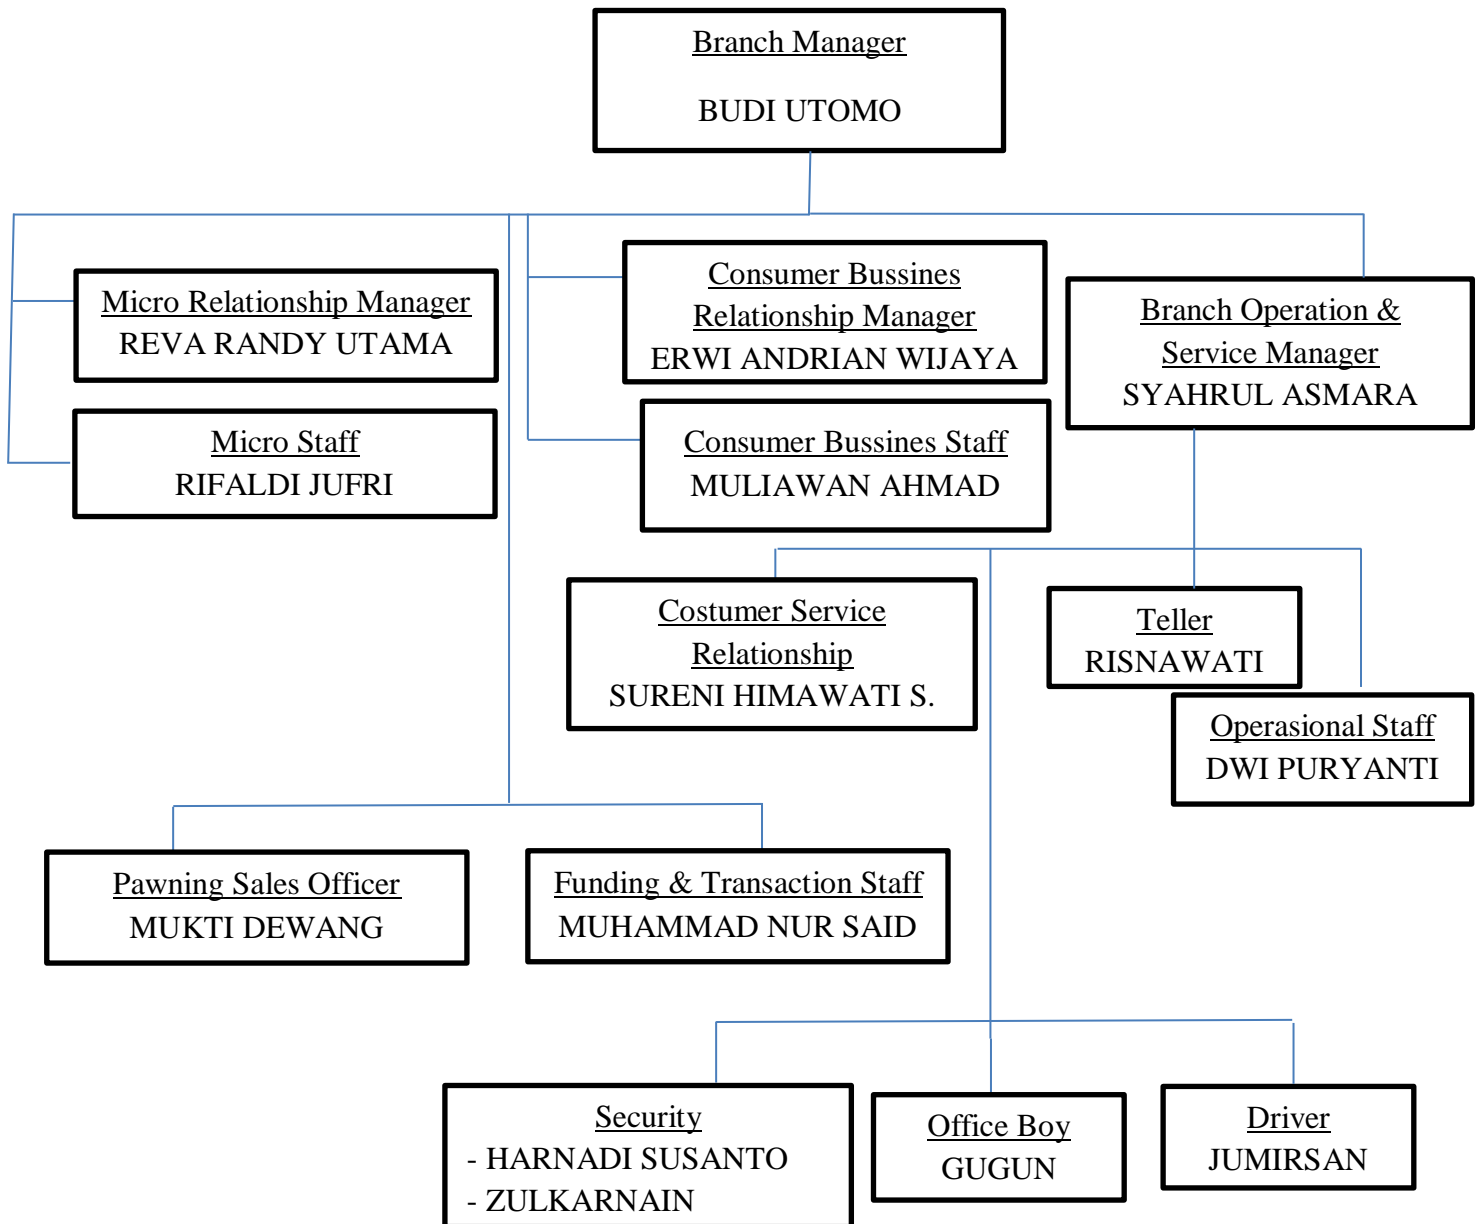 Branch Manager
BUDI UTOMO
Micro Relationship Manager
REVA RANDY UTAMA
Consumer Bussines
Relationship Manager
ERWI ANDRIAN WIJAYA
Branch Operation &
Service Manager
SYAHRUL ASMARA
Micro Staff
RIFALDI JUFRI
Consumer Bussines Staff
MULIAWAN AHMAD
Costumer Service
Relationship
SURENI HIMAWATI S.
Teller
RISNAWATI
Operasional Staff
DWI PURYANTI
Pawning Sales Officer
MUKTI DEWANG
Funding & Transaction Staff
MUHAMMAD NUR SAID
Security
- HARNADI SUSANTO
- ZULKARNAIN
Office Boy
GUGUN
Driver
JUMIRSAN